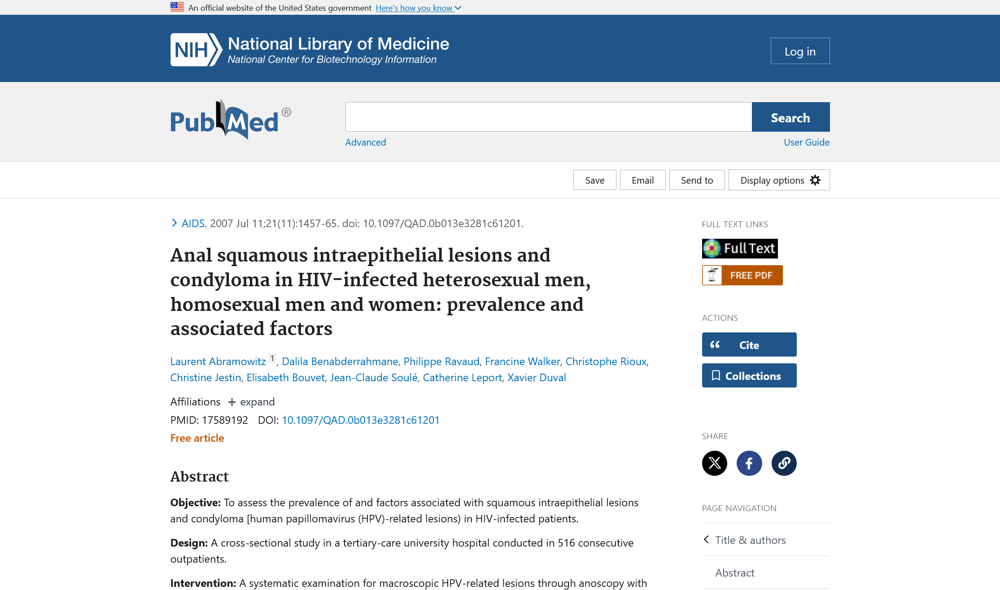 An official website of the United States government Here's how you know
NIH National Library of Medicine
National Center for Biotechnology Information
Log in
PubMed®
Search
Advanced
User Guide
Save
Email
Send to
Display options
AIDS. 2007 Jul 11;21(11):1457-65. doi: 10.1097/QAD.0b013e3281c61201.
Anal squamous intraepithelial lesions and
condyloma in HIV-infected heterosexual men,
homosexual men and women: prevalence and
associated factors
Laurent Abramowitz 1, Dalila Benabderrahmane, Philippe Ravaud, Francine Walker, Christophe Rioux,
Christine Jestin, Elisabeth Bouvet, Jean-Claude Soulé, Catherine Leport, Xavier Duval
Affiliations + expand
PMID: 17589192 DOI: 10.1097/QAD.0b013e3281c61201
Free article
Abstract
Objective: To assess the prevalence of and factors associated with squamous intraepithelial lesions
and condyloma [human papillomavirus (HPV)-related lesions) in HIV-infected patients.
Design: A cross-sectional study in a tertiary-care university hospital conducted in 516 consecutive
outpatients.
Intervention: A systematic examination for macroscopic HPV-related lesions through anoscopy with
FULL TEXT LINKS
Full Text
FREE PDF
ACTIONS
Cite
Collections
SHARE
PAGE NAVIGATION
Title & authors
Abstract